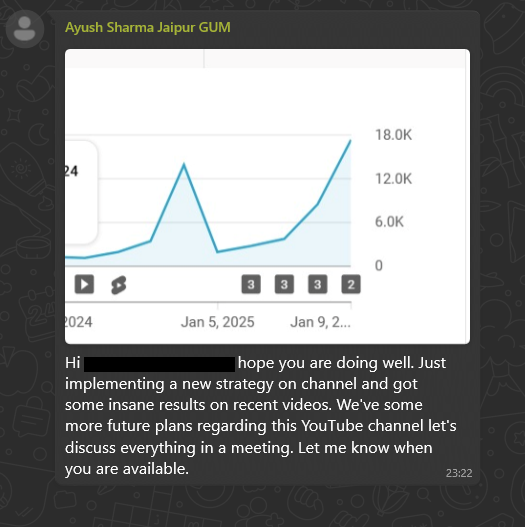 Ayush Sharma Jaipur GUM
24
18.0K
12.0K
6.0K
0
3 3 3 2
2024 Jan 5, 2025 Jan 9, 2...
Hi hope you are doing well. Just
implementing a new strategy on channel and got
some insane results on recent videos. We've some
more future plans regarding this YouTube channel let's
discuss everything in a meeting. Let me know when
you are available.
23:22